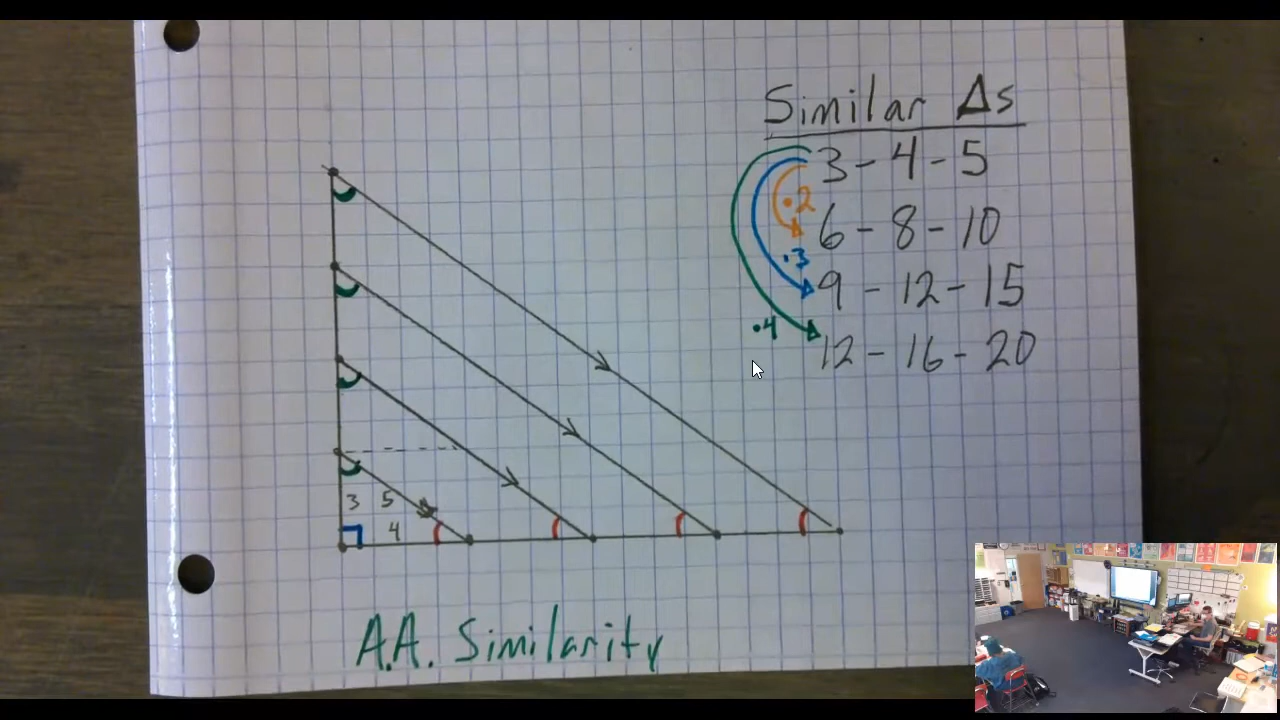 Similar Δs
3 - 4 - 5
·2
6 - 8 - 10
·3
9 - 12 - 15
·4
12 - 16 - 20
3 5
4
A.A. Similarity